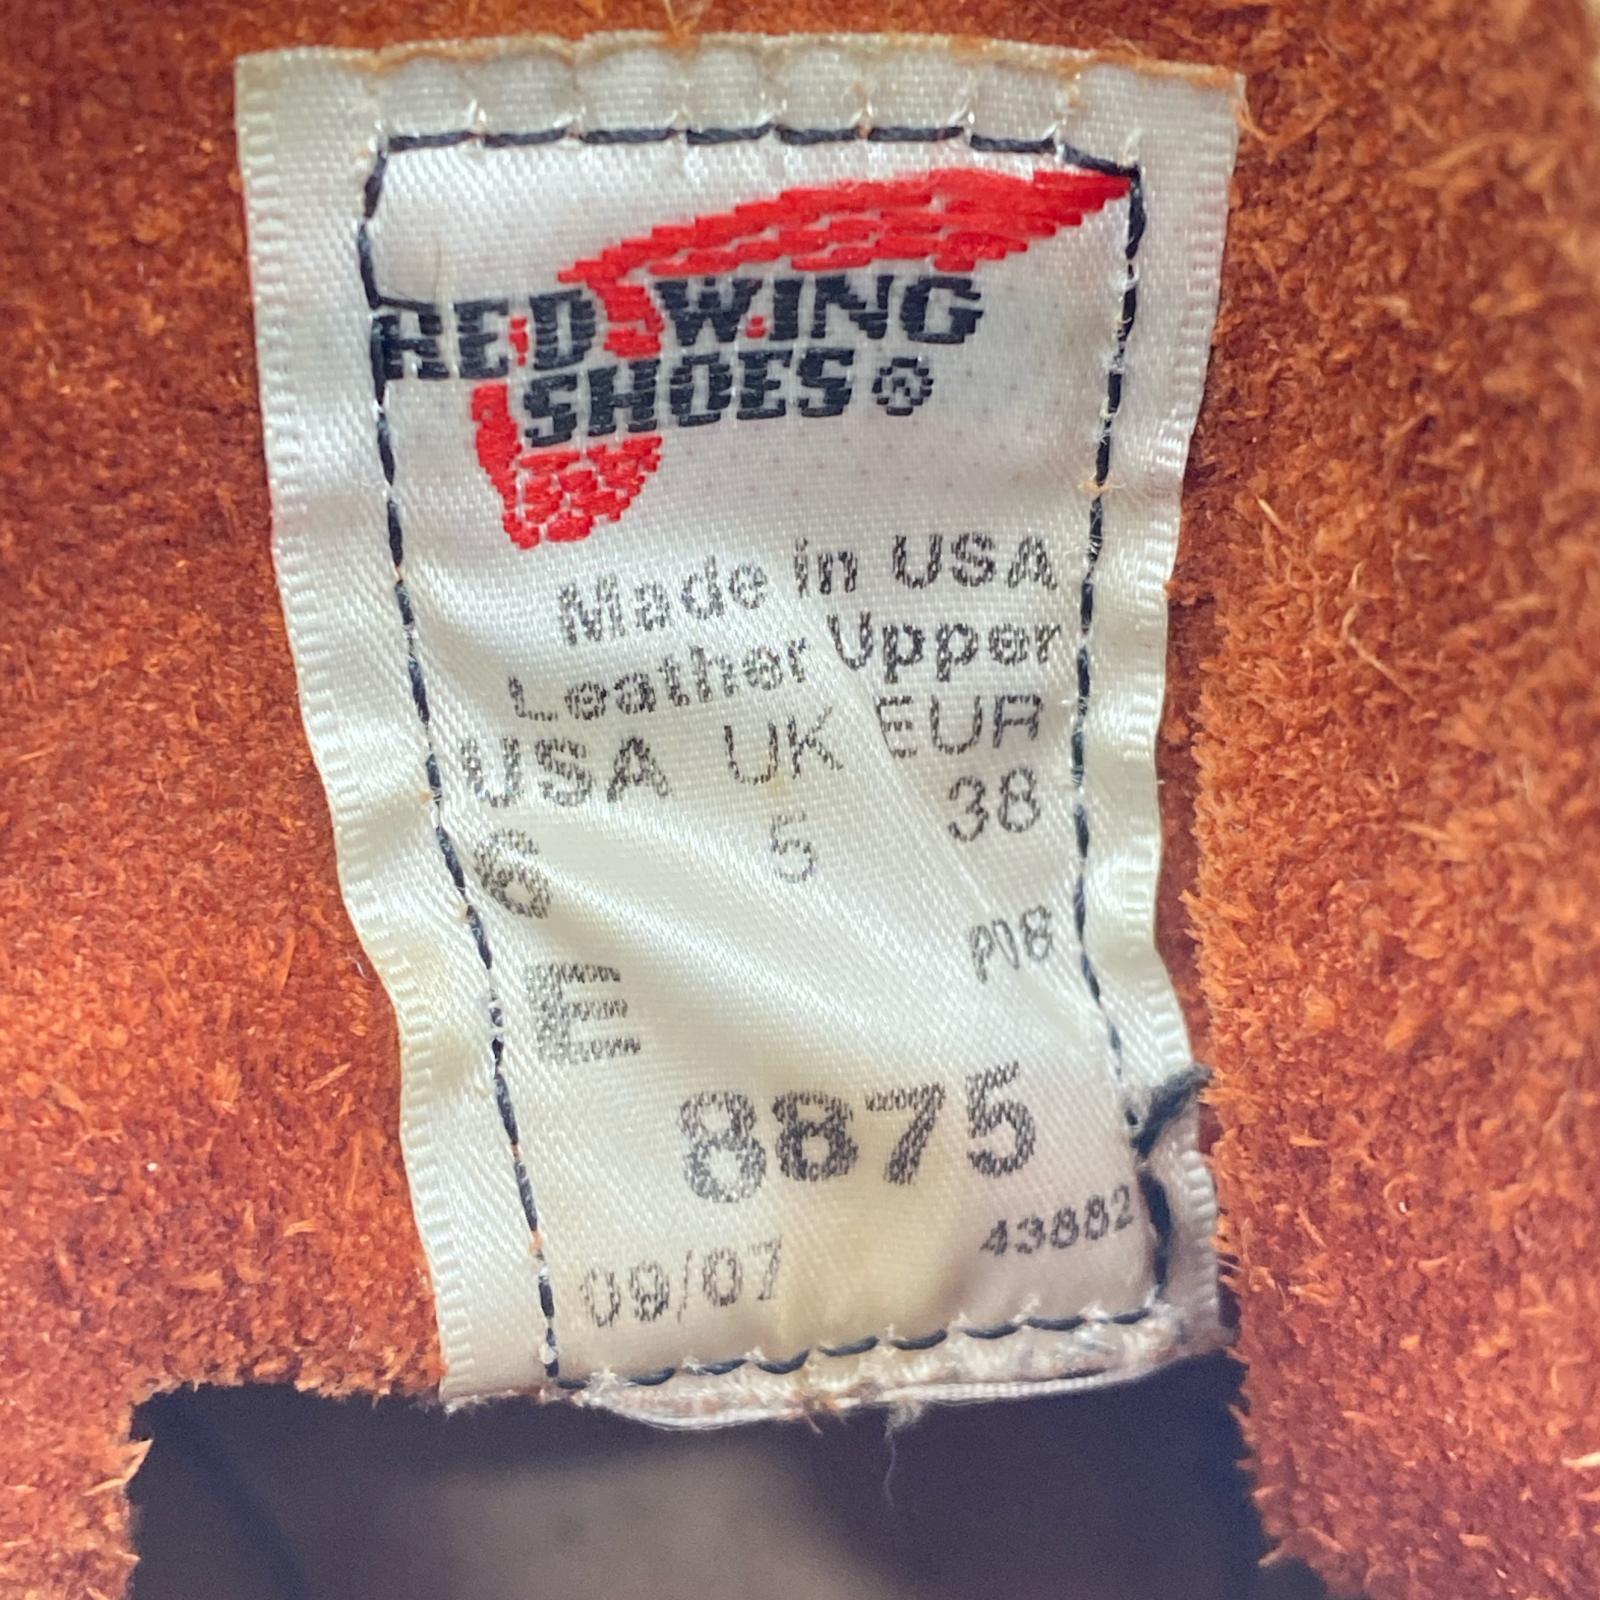 RED WING
SHOES®
Made in USA
Leather Upper
USA UK EUR
6 5 38
P18
E
8875
43882
09/07